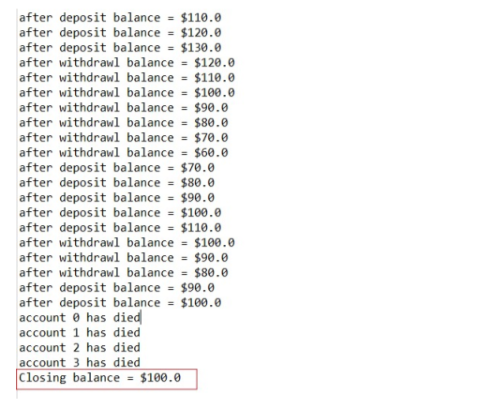 after deposit balance = $110.0
after deposit balance = $120.0
after deposit balance = $130.0
after withdrawl balance = $120.0
after withdrawl balance = $110.0
after withdrawl balance = $100.0
after withdrawl balance = $90.0
after withdrawl balance = $80.0
after withdrawl balance = $70.0
after withdrawl balance = $60.0
after deposit balance = $70.0
after deposit balance = $80.0
after deposit balance = $90.0
after deposit balance = $100.0
after deposit balance = $110.0
after withdrawl balance = $100.0
after withdrawl balance = $90.0
after withdrawl balance = $80.0
after deposit balance = $90.0
after deposit balance = $100.0
account 0 has died
account 1 has died
account 2 has died
account 3 has died
Closing balance = $100.0